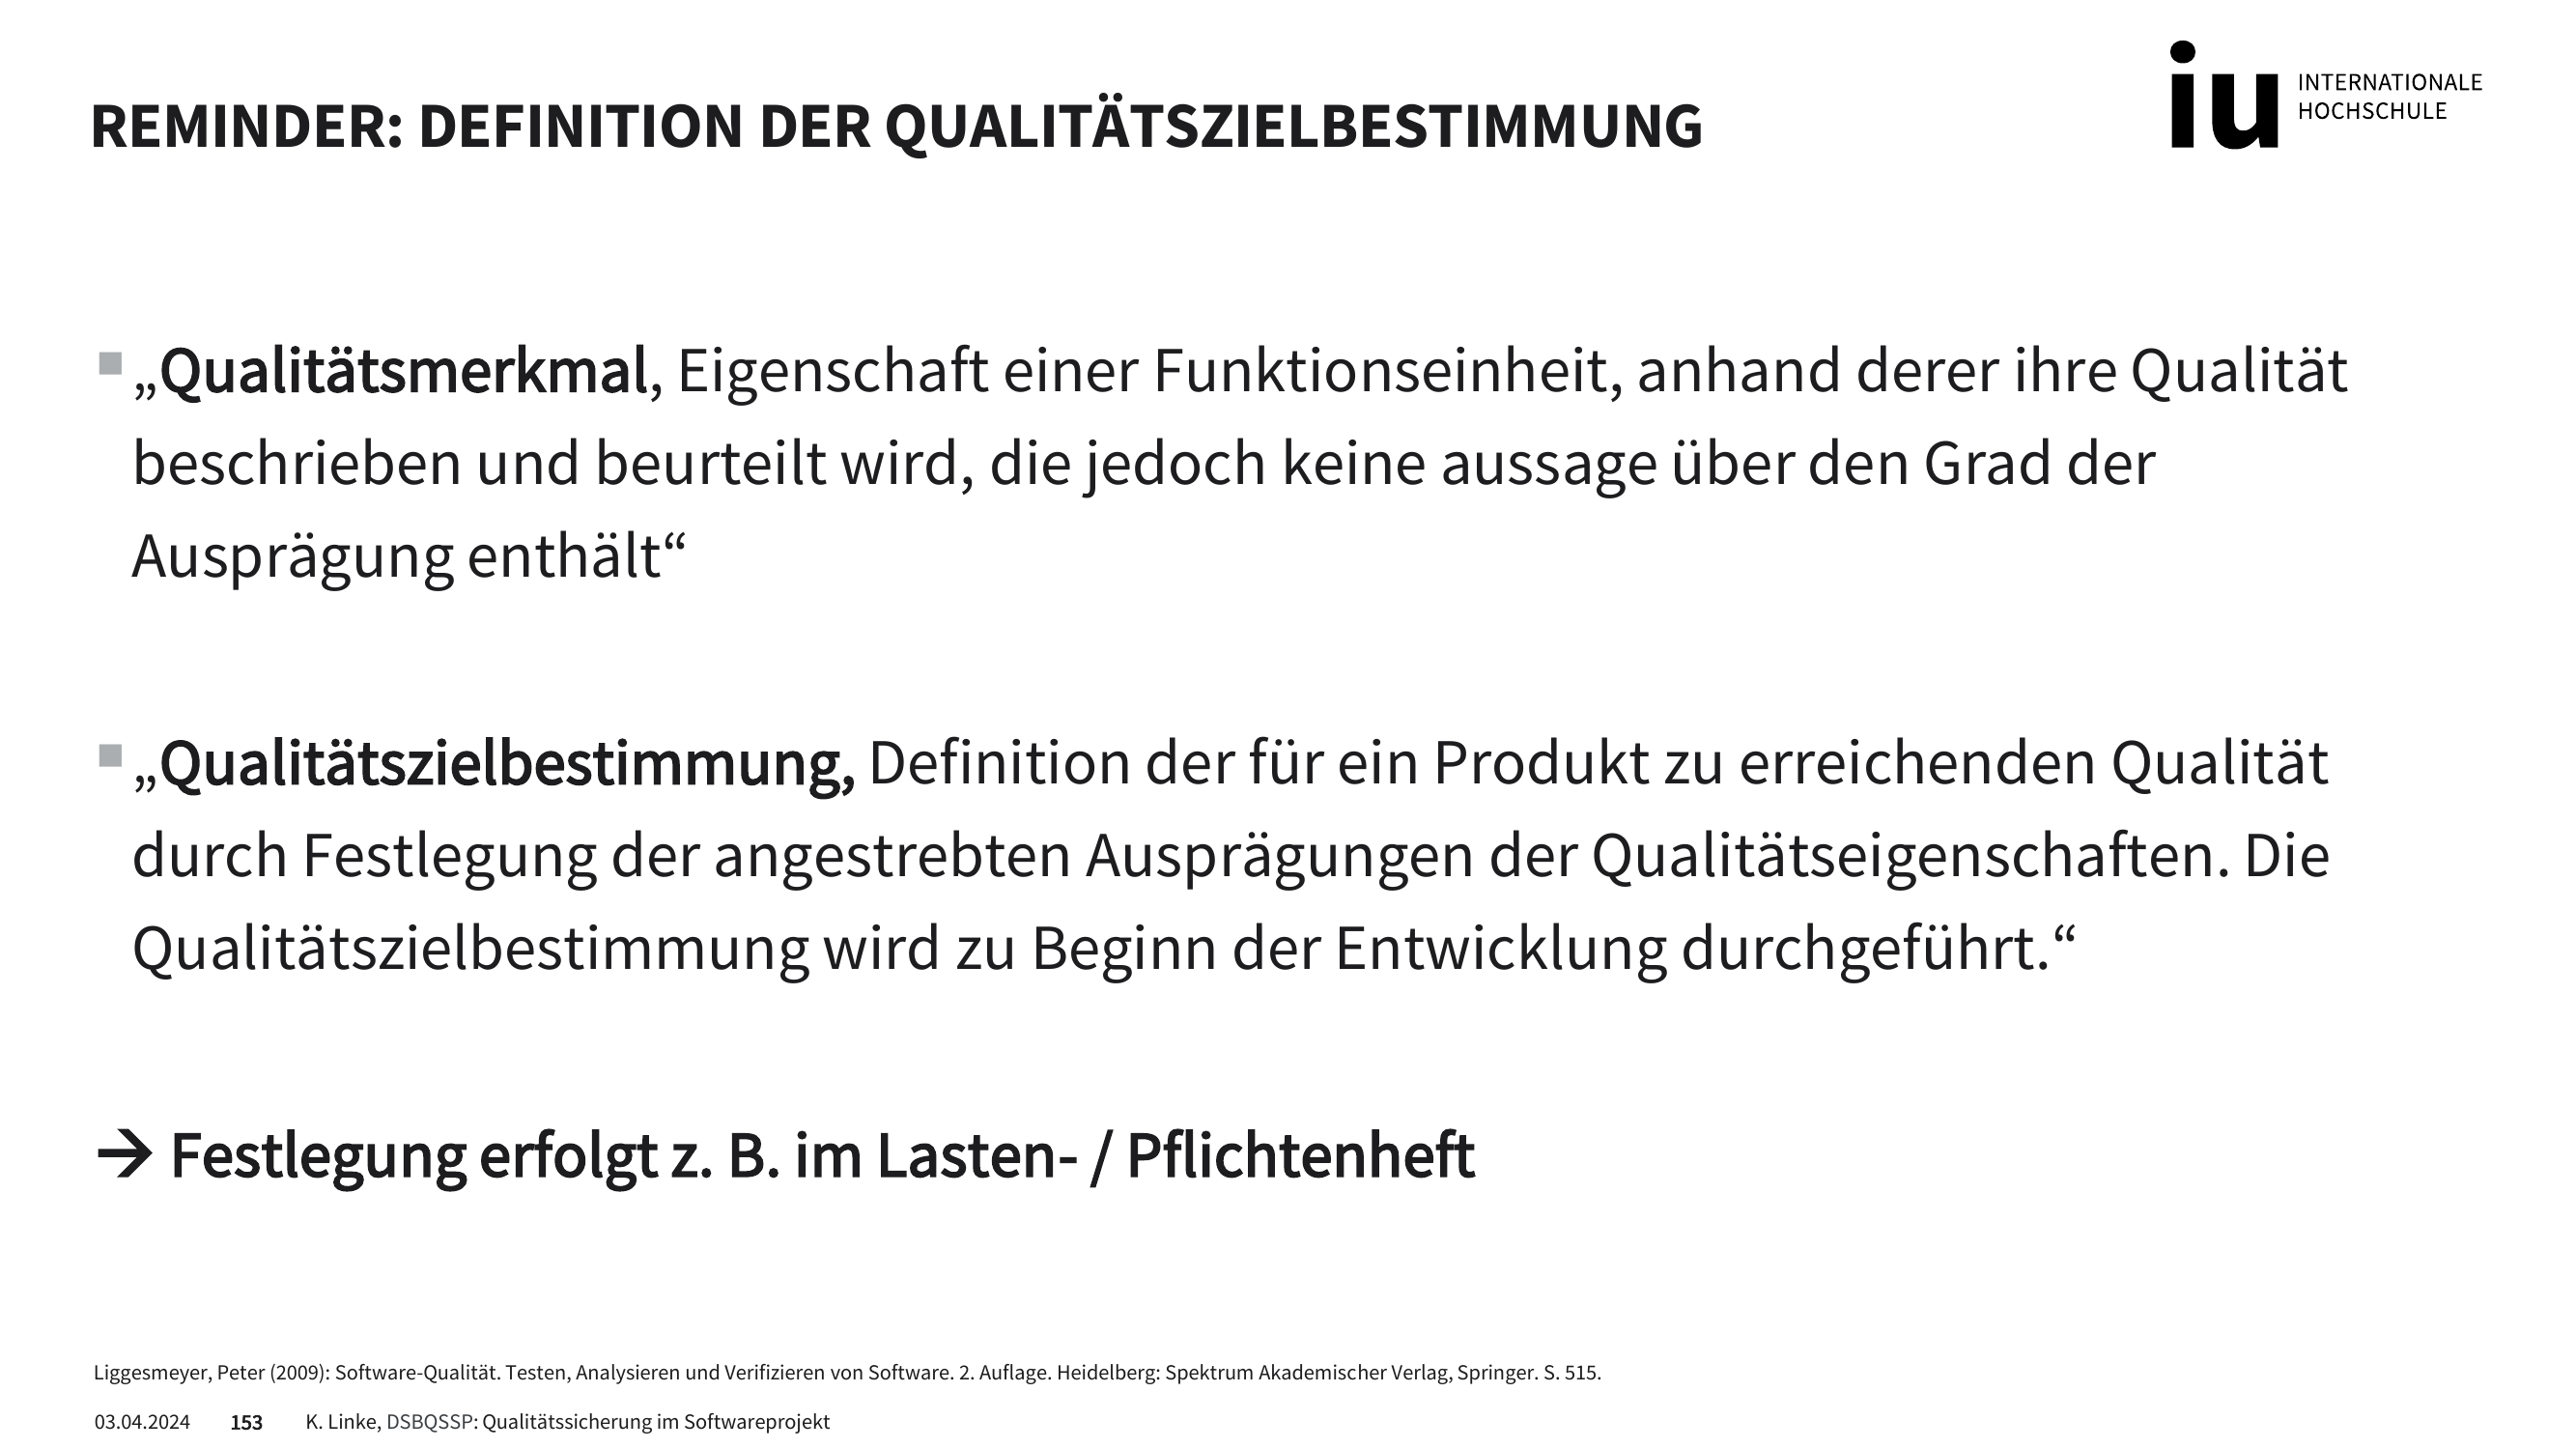 REMINDER: DEFINITION DER QUALITÄTSZIELBESTIMMUNG
iu INTERNATIONALE
HOCHSCHULE
„Qualitätsmerkmal, Eigenschaft einer Funktionseinheit, anhand derer ihre Qualität
beschrieben und beurteilt wird, die jedoch keine aussage über den Grad der
Ausprägung enthält“
„Qualitätszielbestimmung, Definition der für ein Produkt zu erreichenden Qualität
durch Festlegung der angestrebten Ausprägungen der Qualitätseigenschaften. Die
Qualitätszielbestimmung wird zu Beginn der Entwicklung durchgeführt.“
→ Festlegung erfolgt z. B. im Lasten- / Pflichtenheft
Liggesmeyer, Peter (2009): Software-Qualität. Testen, Analysieren und Verifizieren von Software. 2. Auflage. Heidelberg: Spektrum Akademischer Verlag, Springer. S. 515.
03.04.2024 153 K. Linke, DSBQSSP: Qualitätssicherung im Softwareprojekt